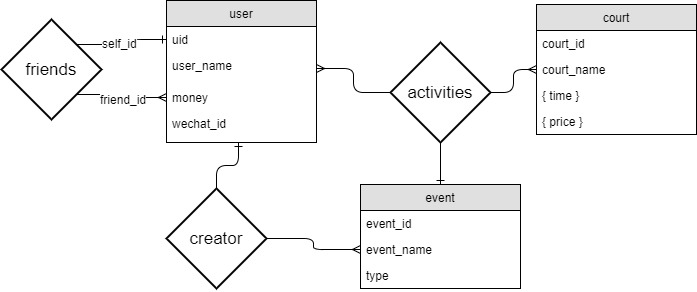 user
court
self_id
uid
court_id
friends
user_name
court_name
activities
friend_id
money
{ time }
wechat_id
{ price }
event
event_id
creator
event_name
type